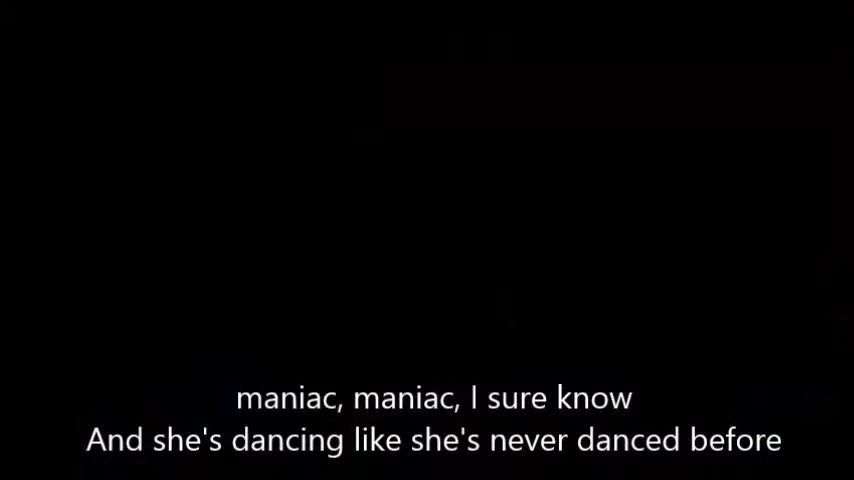 maniac, maniac, I sure know
And she's dancing like she's never danced before